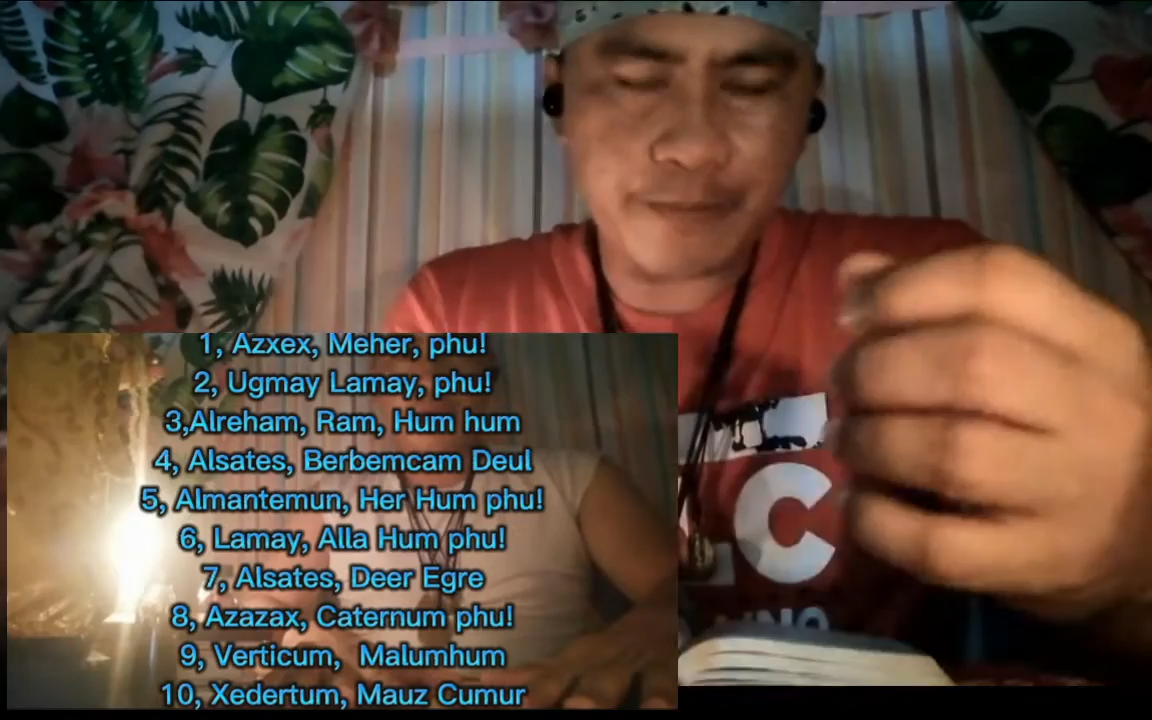 1, Azxex, Meher, phu!
2, Ugmay Lamay, phu!
3,Alreham, Ram, Hum hum
4, Alsates, Berbemcam Deul
5, Almantemun, Her Hum phu!
6, Lamay, Alla Hum phu!
7, Alsates, Deer Egre
8, Azazax, Caternum phu!
9, Verticum, Malumhum
10, Xedertum, Mauz Cumur